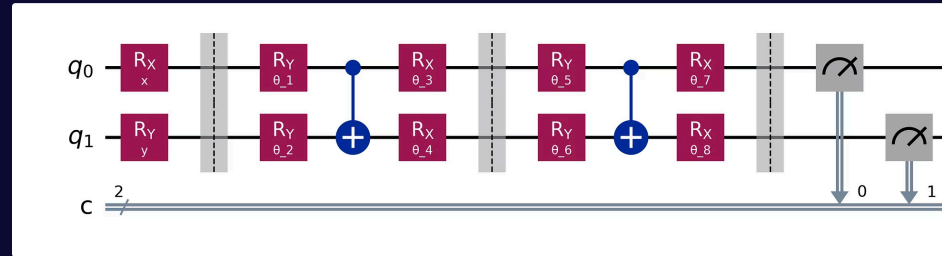 q0 RX x RY θ_1 RX θ_3 RY θ_5 RX θ_7
q1 RY y RY θ_2 RX θ_4 RY θ_6 RX θ_8
c 2 0 1